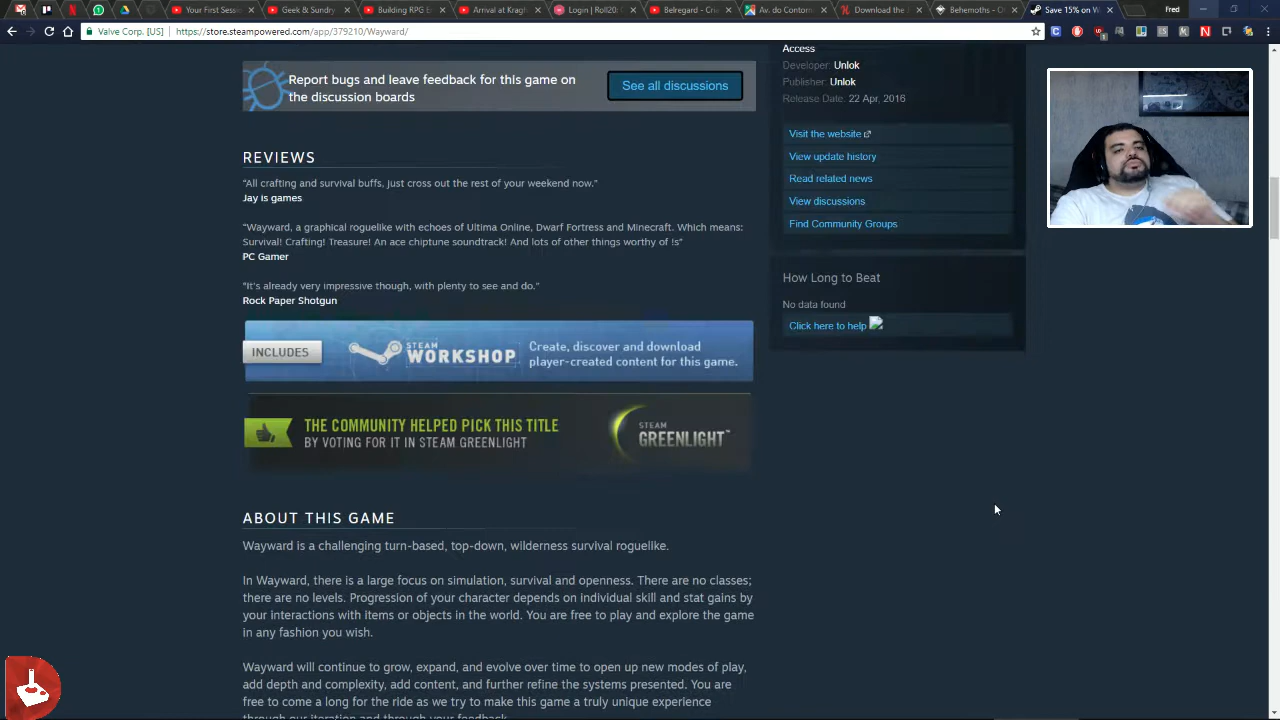 Your First Sessi
Geek & Sundry
Building RPG E
Arrival at Kragh
Login | Roll20:
Belregard - Cria
Av. do Contorn
Download the
Behemoths - O
Save 15% on W
Fred
Valve Corp. [US]
https://store.steampowered.com/app/379210/Wayward/
Report bugs and leave feedback for this game on
the discussion boards
See all discussions
REVIEWS
“All crafting and survival buffs, just cross out the rest of your weekend now.”
Jay is games
“Wayward, a graphical roguelike with echoes of Ultima Online, Dwarf Fortress and Minecraft. Which means:
Survival! Crafting! Treasure! An ace chiptune soundtrack! And lots of other things worthy of !s”
PC Gamer
“It's already very impressive though, with plenty to see and do.”
Rock Paper Shotgun
INCLUDES
STEAM
WORKSHOP
Create, discover and download
player-created content for this game.
THE COMMUNITY HELPED PICK THIS TITLE
BY VOTING FOR IT IN STEAM GREENLIGHT
STEAM
GREENLIGHT™
ABOUT THIS GAME
Wayward is a challenging turn-based, top-down, wilderness survival roguelike.
In Wayward, there is a large focus on simulation, survival and openness. There are no classes;
there are no levels. Progression of your character depends on individual skill and stat gains by
your interactions with items or objects in the world. You are free to play and explore the game
in any fashion you wish.
Wayward will continue to grow, expand, and evolve over time to open up new modes of play,
add depth and complexity, add content, and further refine the systems presented. You are
free to come a long for the ride as we try to make this game a truly unique experience
through our iteration and through your feedback.
Access
Developer: Unlok
Publisher: Unlok
Release Date: 22 Apr, 2016
Visit the website
View update history
Read related news
View discussions
Find Community Groups
How Long to Beat
No data found
Click here to help